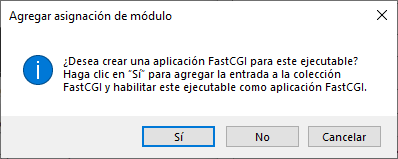 Agregar asignación de módulo
¿Desea crear una aplicación FastCGI para este ejecutable?
Haga clic en "Sí" para agregar la entrada a la colección
FastCGI y habilitar este ejecutable como aplicación FastCGI.
Sí No Cancelar